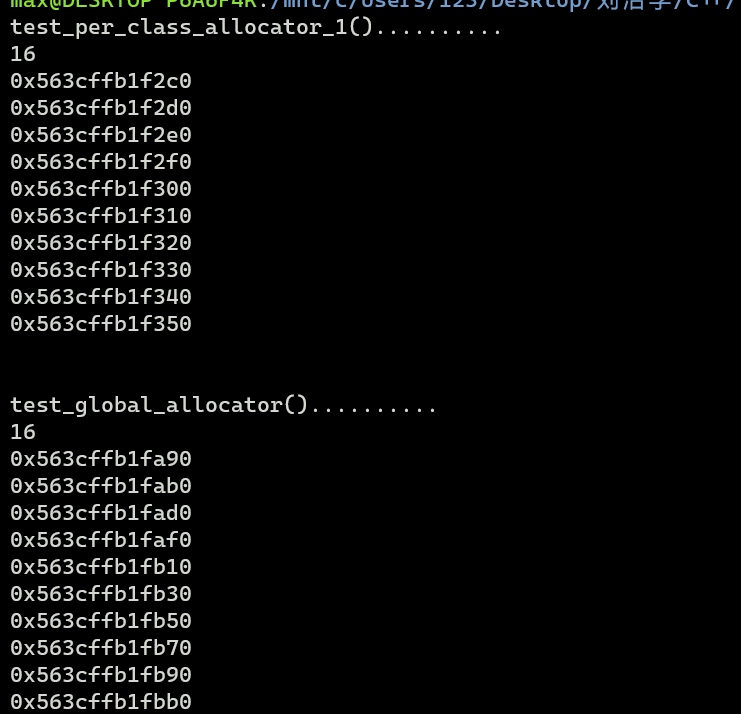 test_per_class_allocator_1()..........
16
0x563cffb1f2c0
0x563cffb1f2d0
0x563cffb1f2e0
0x563cffb1f2f0
0x563cffb1f300
0x563cffb1f310
0x563cffb1f320
0x563cffb1f330
0x563cffb1f340
0x563cffb1f350
test_global_allocator()..........
16
0x563cffb1fa90
0x563cffb1fab0
0x563cffb1fad0
0x563cffb1faf0
0x563cffb1fb10
0x563cffb1fb30
0x563cffb1fb50
0x563cffb1fb70
0x563cffb1fb90
0x563cffb1fbb0